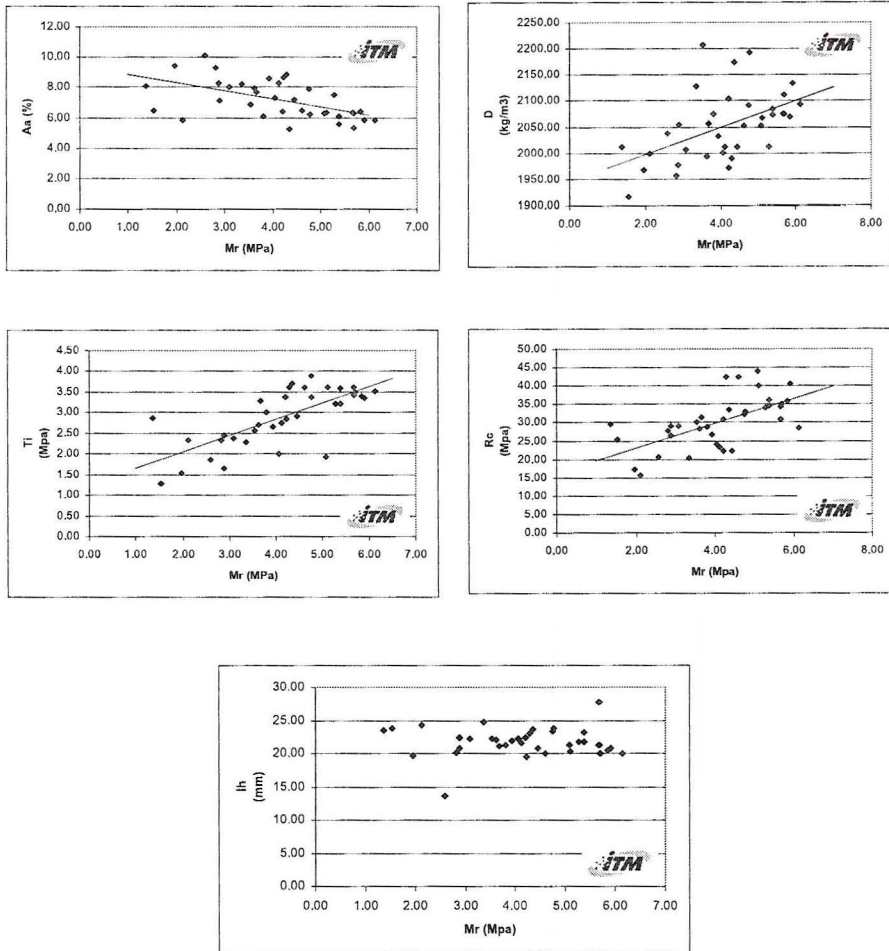 12.00
10.00
8.00
6.00
4.00
2.00
0.00
Aa (%)
0.00 1.00 2.00 3.00 4.00 5.00 6.00 7.00
Mr (MPa)
iTM
2250,00
2200,00
2150,00
2100,00
2050,00
2000,00
1950,00
1900,00
D
(kg/m3)
0.00 2.00 4.00 6.00 8.00
Mr(MPa)
iTM
4.50
4.00
3.50
3.00
2.50
2.00
1.50
1.00
0.50
0.00
Ti
(Mpa)
0.00 1.00 2.00 3.00 4.00 5.00 6.00 7.00
Mr (MPa)
iTM
50,00
45,00
40,00
35,00
30,00
25,00
20,00
15,00
10,00
5,00
0.00
Rc
(Mpa)
0.00 2.00 4.00 6.00 8.00
Mr (Mpa)
iTM
30.00
25.00
20.00
15.00
10.00
5.00
0.00
Ih
(mm)
0.00 1.00 2.00 3.00 4.00 5.00 6.00 7.00
Mr (Mpa)
iTM